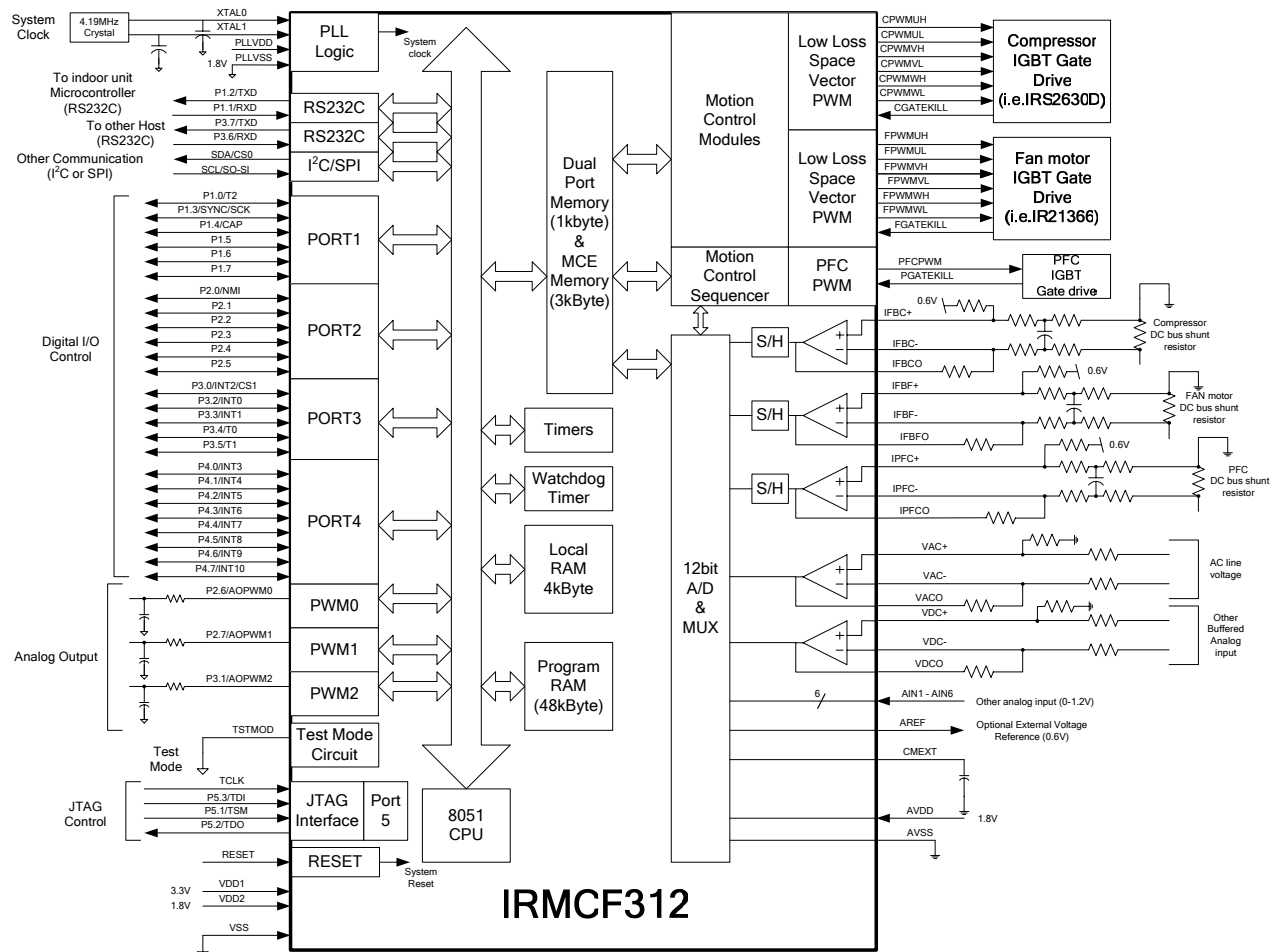 System
Clock
4.19MHz
Crystal
XTAL0
XTAL1
PLLVDD
1.8V
PLLVSS
PLL
Logic
System
clock
To indoor unit
Microcontroller
(RS232C)
P1.2/TXD
P1.1/RXD
RS232C
To other Host
(RS232C)
P3.7/TXD
P3.6/RXD
RS232C
Other Communication
(I²C or SPI)
SDA/CS0
SCL/SO-SI
I²C/SPI
Digital I/O
Control
P1.0/T2
P1.3/SYNC/SCK
P1.4/CAP
P1.5
P1.6
P1.7
PORT1
P2.0/NMI
P2.1
P2.2
P2.3
P2.4
P2.5
PORT2
P3.0/INT2/CS1
P3.2/INT0
P3.3/INT1
P3.4/T0
P3.5/T1
PORT3
P4.0/INT3
P4.1/INT4
P4.2/INT5
P4.3/INT6
P4.4/INT7
P4.5/INT8
P4.6/INT9
P4.7/INT10
PORT4
Analog Output
P2.6/AOPWM0
PWM0
P2.7/AOPWM1
PWM1
P3.1/AOPWM2
PWM2
Test
Mode
TSTMOD
Test Mode
Circuit
JTAG
Control
TCLK
P5.3/TDI
P5.1/TSM
P5.2/TDO
JTAG
Interface
Port
5
RESET
RESET
System
Reset
3.3V
VDD1
1.8V
VDD2
VSS
8051
CPU
Dual
Port
Memory
(1kbyte)
&
MCE
Memory
(3kByte)
Timers
Watchdog
Timer
Local
RAM
4kByte
Program
RAM
(48kByte)
Motion
Control
Modules
Motion
Control
Sequencer
12bit
A/D
&
MUX
Low Loss
Space
Vector
PWM
CPWMUH
CPWMUL
CPWMVH
CPWMVL
CPWMWH
CPWMWL
CGATEKILL
Compressor
IGBT Gate
Drive
(i.e.IRS2630D)
Low Loss
Space
Vector
PWM
FPWMUH
FPWMUL
FPWMVH
FPWMVL
FPWMWH
FPWMWL
FGATEKILL
Fan motor
IGBT Gate
Drive
(i.e.IR21366)
PFC
PWM
PFCPWM
PGATEKILL
PFC
IGBT
Gate drive
S/H
0.6V
IFBC+
IFBC-
IFBCO
Compressor
DC bus shunt
resistor
S/H
IFBF+
0.6V
IFBF-
IFBFO
FAN motor
DC bus shunt
resistor
S/H
IPFC+
0.6V
IPFC-
IPFCO
PFC
DC bus shunt
resistor
VAC+
VAC-
VACO
AC line
voltage
VDC+
VDC-
VDCO
Other
Buffered
Analog
input
6
AIN1 - AIN6
Other analog input (0-1.2V)
AREF
Optional External Voltage
Reference (0.6V)
CMEXT
AVDD
1.8V
AVSS
IRMCF312